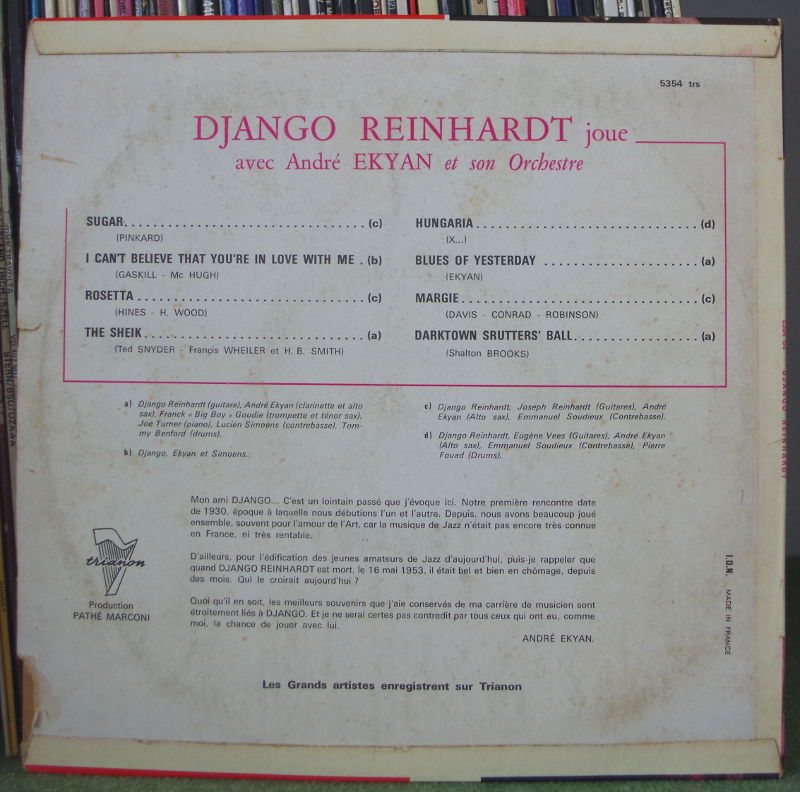 5354 trs
DJANGO REINHARDT joue
avec André EKYAN et son Orchestre
SUGAR. . . . . . . . . . . . . . . . . . . . . . . . . . . . . . . . (c)
(PINKARD)
I CAN'T BELIEVE THAT YOU'RE IN LOVE WITH ME . (b)
(GASKILL - Mc HUGH)
ROSETTA . . . . . . . . . . . . . . . . . . . . . . . . . . . . . . (c)
(HINES - H. WOOD)
THE SHEIK . . . . . . . . . . . . . . . . . . . . . . . . . . . . . (a)
(Ted SNYDER - Françis WHEILER et H. B. SMITH)
HUNGARIA . . . . . . . . . . . . . . . . . . . . . . . . . . . . (d)
(X...)
BLUES OF YESTERDAY . . . . . . . . . . . . . . . . . . . . (a)
(EKYAN)
MARGIE . . . . . . . . . . . . . . . . . . . . . . . . . . . . . . (c)
(DAVIS - CONRAD - ROBINSON)
DARKTOWN SRUTTERS' BALL. . . . . . . . . . . . . . . . (a)
(Shalton BROOKS)
a) Django Reinhardt (guitare), André Ekyan (clarinette et alto
sax), Franck « Big Boy » Goudie (trompette et ténor sax),
Joe Turner (piano), Lucien Simoens (contrebasse), Tom-
my Benford (drums).
b) Django, Ekyan et Simoens.
c) Django Reinhardt, Joseph Reinhardt (Guitares), André
Ekyan (Alto sax), Emmanuel Soudieux (Contrebasse).
d) Django Reinhardt, Eugène Vees (Guitares), André Ekyan
(Alto sax), Emmanuel Soudieux (Contrebasse), Pierre
Fouad (Drums).
Mon ami DJANGO... C'est un lointain passé que j'évoque ici. Notre première rencontre date
de 1930, époque à laquelle nous débutions l'un et l'autre. Depuis, nous avons beaucoup joué
ensemble, souvent pour l'amour de l'Art, car la musique de Jazz n'était pas encore très connue
en France, ni très rentable.
D'ailleurs, pour l'édification des jeunes amateurs de Jazz d'aujourd'hui, puis-je rappeler que
quand DJANGO REINHARDT est mort, le 16 mai 1953, il était bel et bien en chômage, depuis
des mois. Qui le croirait aujourd'hui ?
Quoi qu'il en soit, les meilleurs souvenirs que j'aie conservés de ma carrière de musicien sont
étroitement liés à DJANGO. Et je ne serai certes pas contredit par tous ceux qui ont eu, comme
moi, la chance de jouer avec lui.
ANDRÉ EKYAN.
trianon
Production
PATHÉ MARCONI
I.D.N. MADE IN FRANCE
Les Grands artistes enregistrent sur Trianon
DJANGO REINHARDT